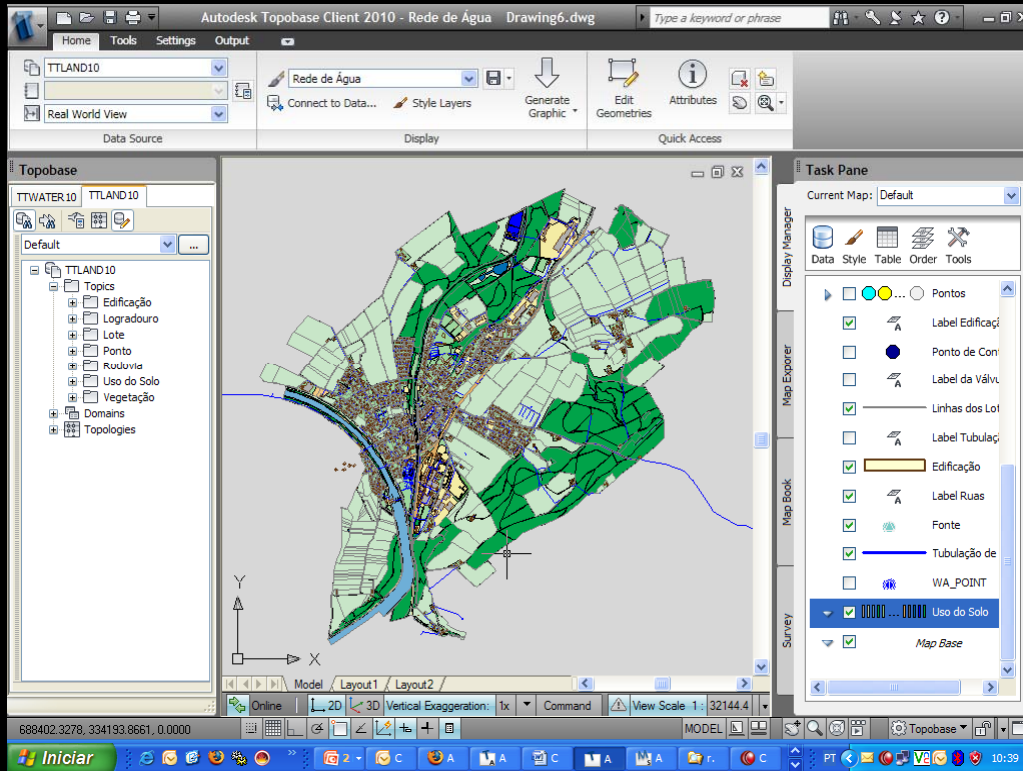 Autodesk Topobase Client 2010 - Rede de Água Drawing6.dwg
Type a keyword or phrase
Home Tools Settings Output
TTLAND10
Real World View
Data Source
Rede de Água
Connect to Data... Style Layers
Generate Graphic
Display
Edit Geometries
Attributes
Quick Access
Topobase
TTWATER10 TTLAND10
Default ...
TTLAND10
Topics
Edificação
Logradouro
Lote
Ponto
Rodovia
Uso do Solo
Vegetação
Domains
Topologies
Y
X
Model Layout1 Layout2
Task Pane
Current Map: Default
Display Manager
Map Explorer
Map Book
Survey
Data Style Table Order Tools
... Pontos
Label Edificaçã
Ponto de Con
Label da Válvu
Linhas dos Lot
Label Tubulaç
Edificação
Label Ruas
Fonte
Tubulação de
WA_POINT
... Uso do Solo
Map Base
Online 2D 3D Vertical Exaggeration: 1x Command View Scale 1: 32144.4
688402.3278, 334193.8661, 0.0000
MODEL
Topobase
Iniciar
2 C A A C A A r. C
PT
10:39